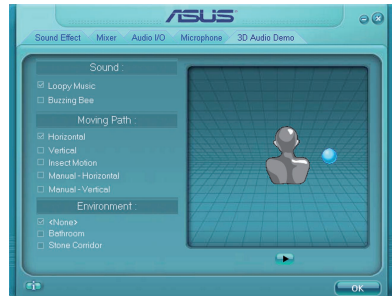 ASUS
Sound Effect Mixer Audio I/O Microphone 3D Audio Demo
Sound :
Loopy Music
Buzzing Bee
Moving Path :
Horizontal
Vertical
Insect Motion
Manual - Horizontal
Manual - Vertical
Environment :
<None>
Bathroom
Stone Corridor
OK